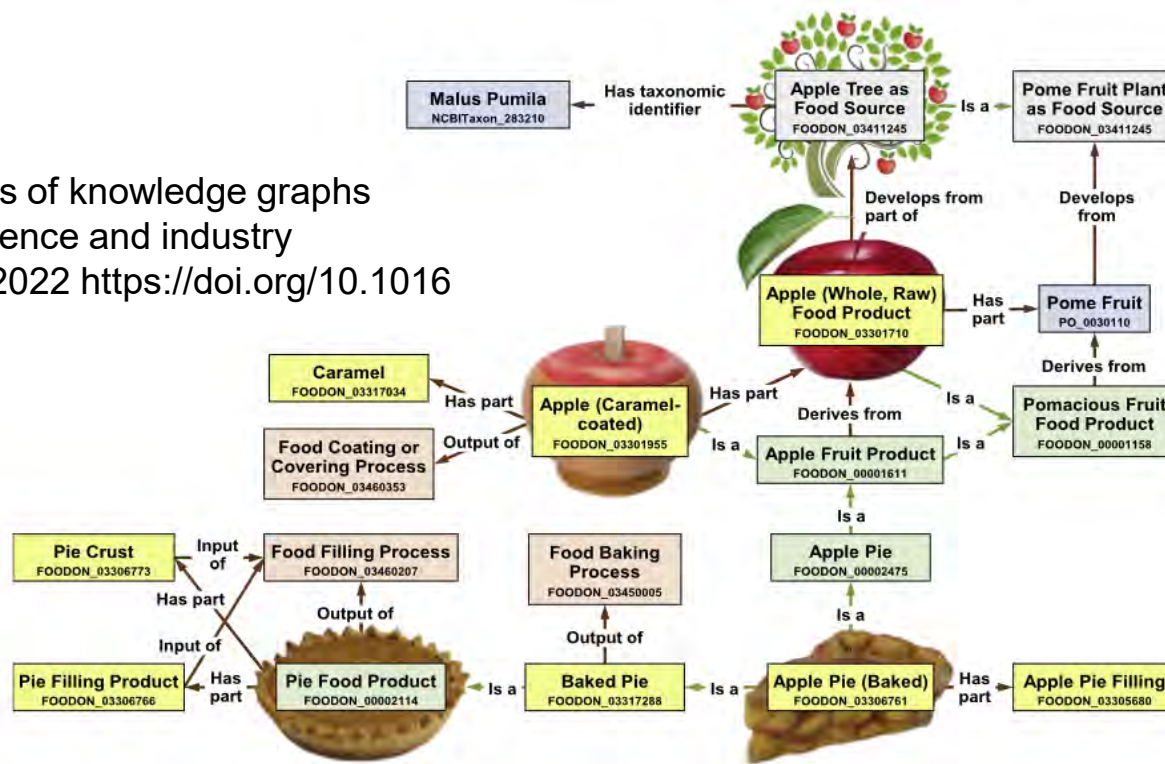 Malus Pumila
NCBITaxon_283210
Has taxonomic
identifier
Apple Tree as
Food Source
FOODON_03411245
Is a
Pome Fruit Plant
as Food Source
FOODON_03411245
s of knowledge graphs
ence and industry
2022 https://doi.org/10.1016
Develops from
part of
Develops
from
Apple (Whole, Raw)
Food Product
FOODON_03301710
Has
part
Pome Fruit
PO_0030110
Caramel
FOODON_03317034
Has part
Apple (Caramel-
coated)
FOODON_03301955
Has part
Derives from
Is a
Derives from
Pomacious Fruit
Food Product
FOODON_00001158
Food Coating or
Covering Process
FOODON_03460353
Output of
Is a
Apple Fruit Product
FOODON_00001611
Is a
Is a
Pie Crust
FOODON_03306773
Input
of
Food Filling Process
FOODON_03460207
Food Baking
Process
FOODON_03450005
Apple Pie
FOODON_00002475
Has part
Output of
Is a
Input of
Output of
Pie Filling Product
FOODON_03306766
Has
part
Pie Food Product
FOODON_00002114
Is a
Baked Pie
FOODON_03317288
Is a
Apple Pie (Baked)
FOODON_03306761
Has
part
Apple Pie Filling
FOODON_03305680